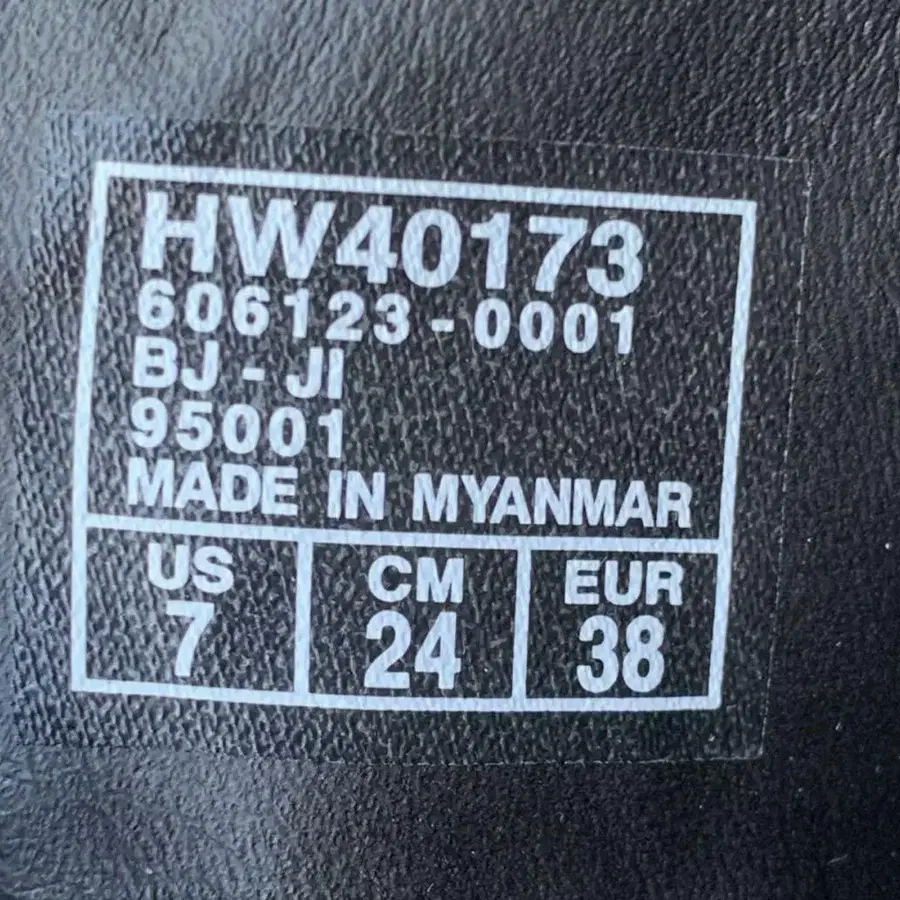 HW40173
606123-0001
BJ-JI
95001
MADE IN MYANMAR
US CM EUR
7 24 38